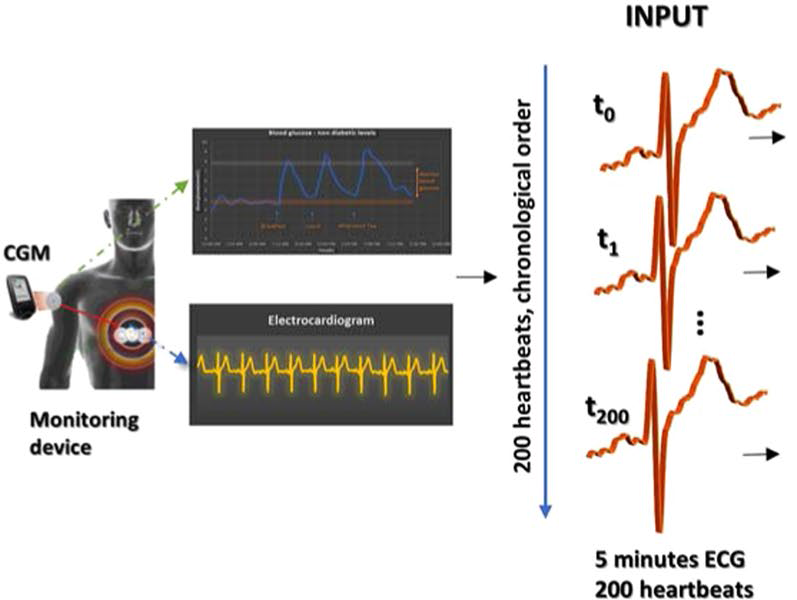 INPUT
Blood glucose - non diabetic levels
CGM
Electrocardiogram
Monitoring
device
200 heartbeats, chronological order
t0
t1
...
t200
5 minutes ECG
200 heartbeats